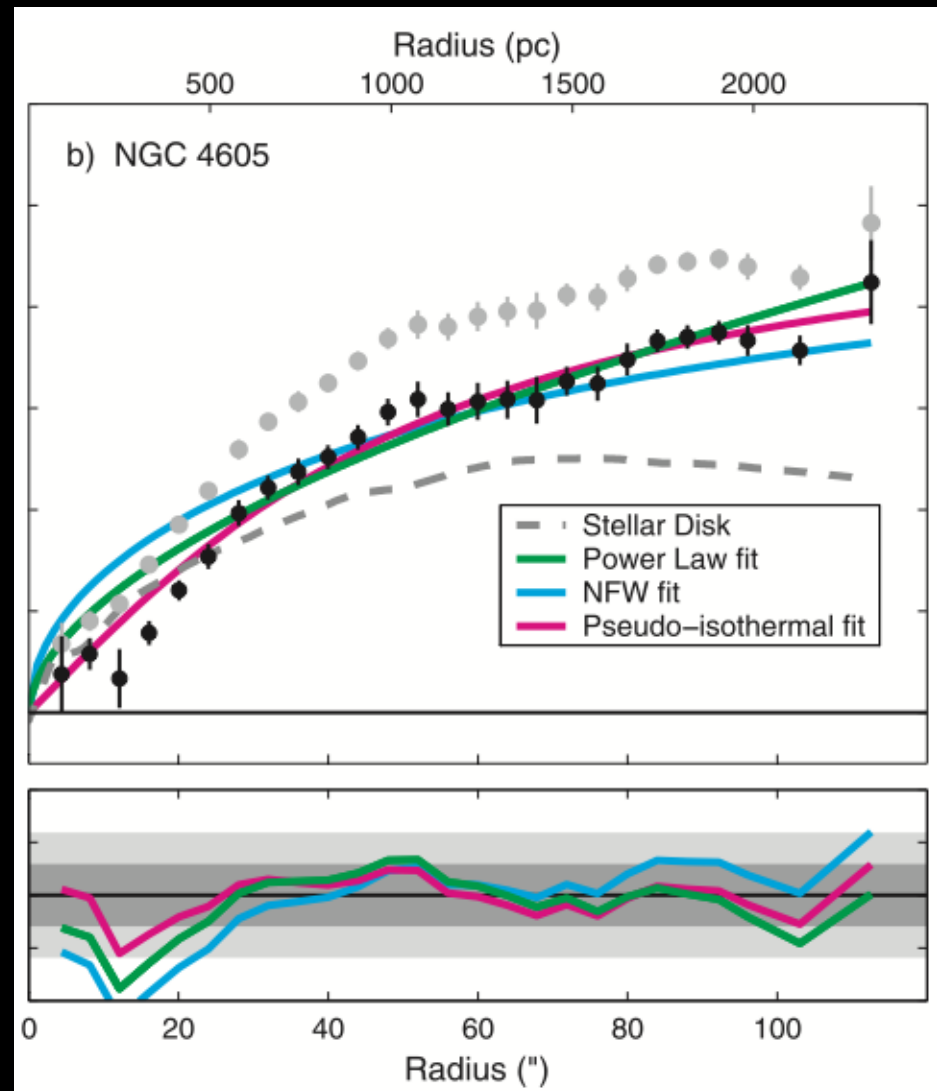 Radius (pc)
500 1000 1500 2000
b) NGC 4605
Stellar Disk
Power Law fit
NFW fit
Pseudo−isothermal fit
0 20 40 60 80 100
Radius (")